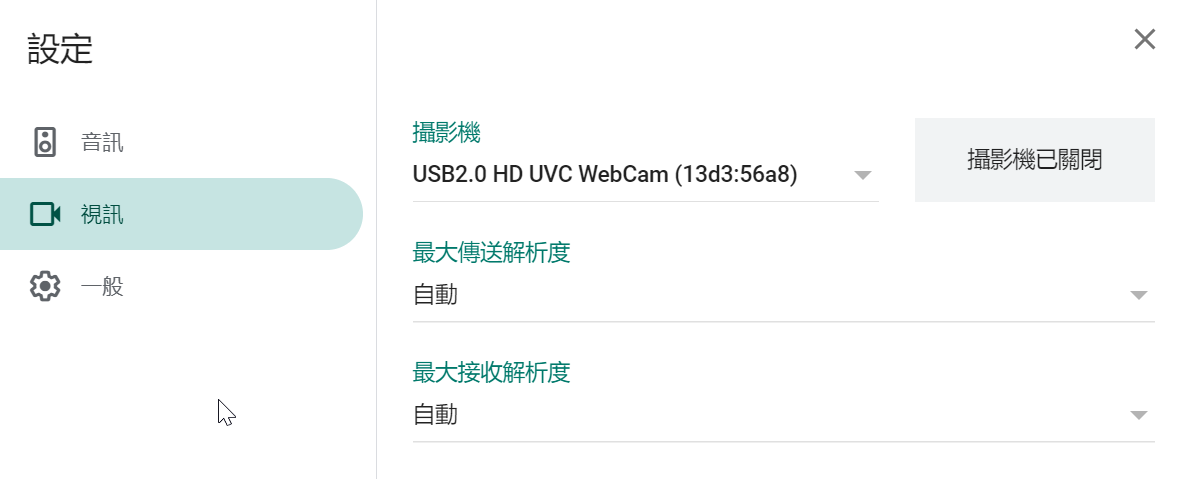 設定
音訊
視訊
一般
攝影機
USB2.0 HD UVC WebCam (13d3:56a8)
攝影機已關閉
最大傳送解析度
自動
最大接收解析度
自動